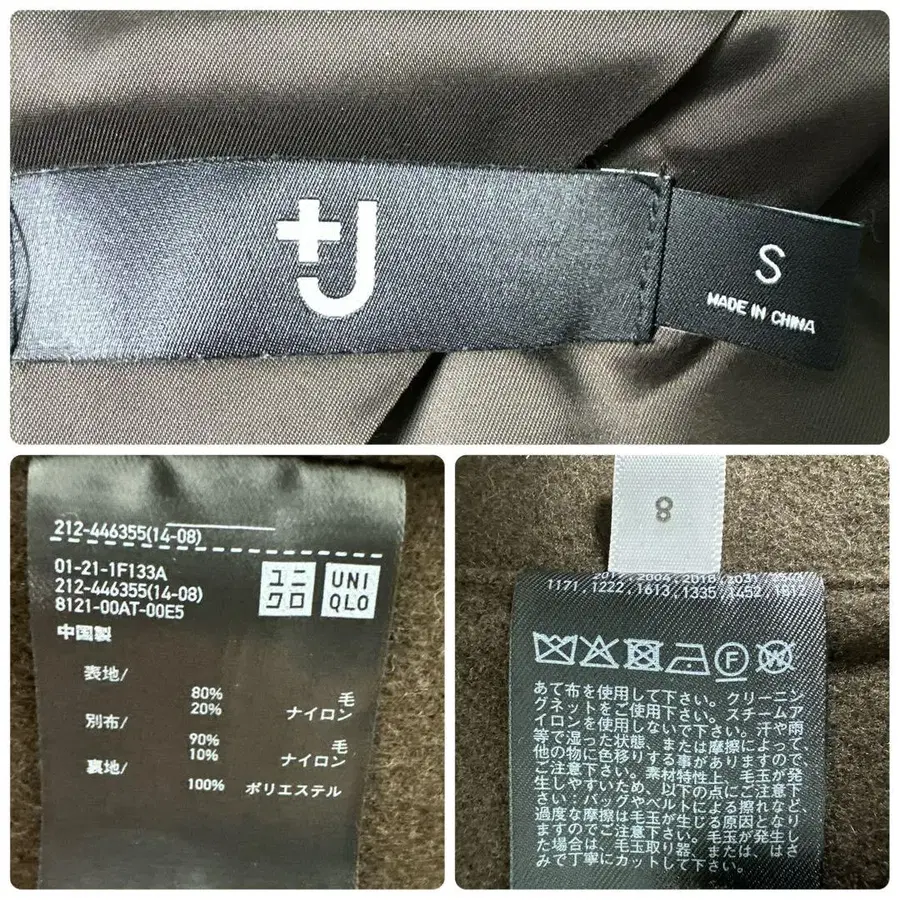 +J
S
MADE IN CHINA
212-446355(14-08)
01-21-1F133A
212-446355(14-08)
8121-00AT-00E5
ユニクロ
UNIQLO
中国製
表地/
80% 毛
20% ナイロン
別布/
90% 毛
10% ナイロン
裏地/
100% ポリエステル
8
1171,1222,1613,1335,1452,1812
F
W
あて布を使用して下さい。クリーニン
グネットをご使用下さい。スチームア
イロンを使用しないで下さい。汗や雨
等で湿った状態、または摩擦によって、
他の物に色移りする事がありますので、
ご注意下さい。素材特性上、毛玉が発
生しやすいため、以下の点にご注意下
さい:バッグやベルトによる擦れなど、
過度な摩擦は毛玉が生じる原因となり
ますのでご注意下さい。毛玉が発生し
た場合は、毛玉取り器、または、はさ
みで丁寧にカットして下さい。